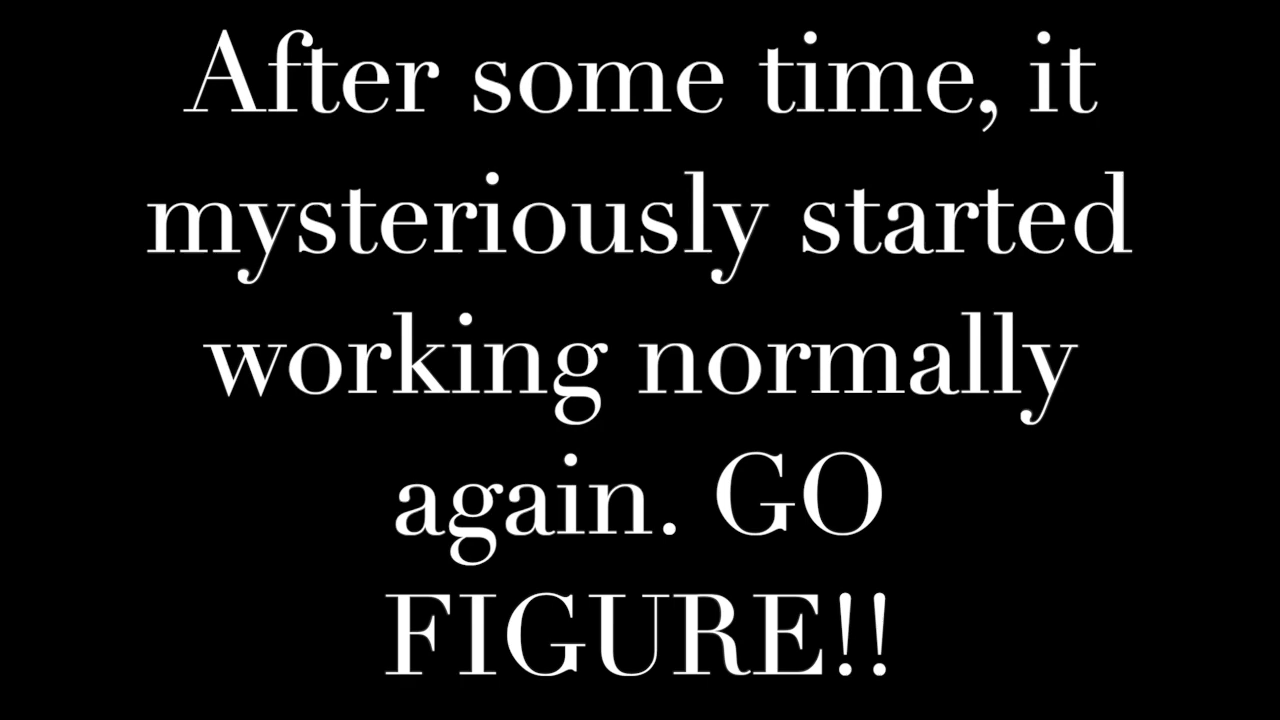 After some time, it
mysteriously started
working normally
again. GO
FIGURE!!